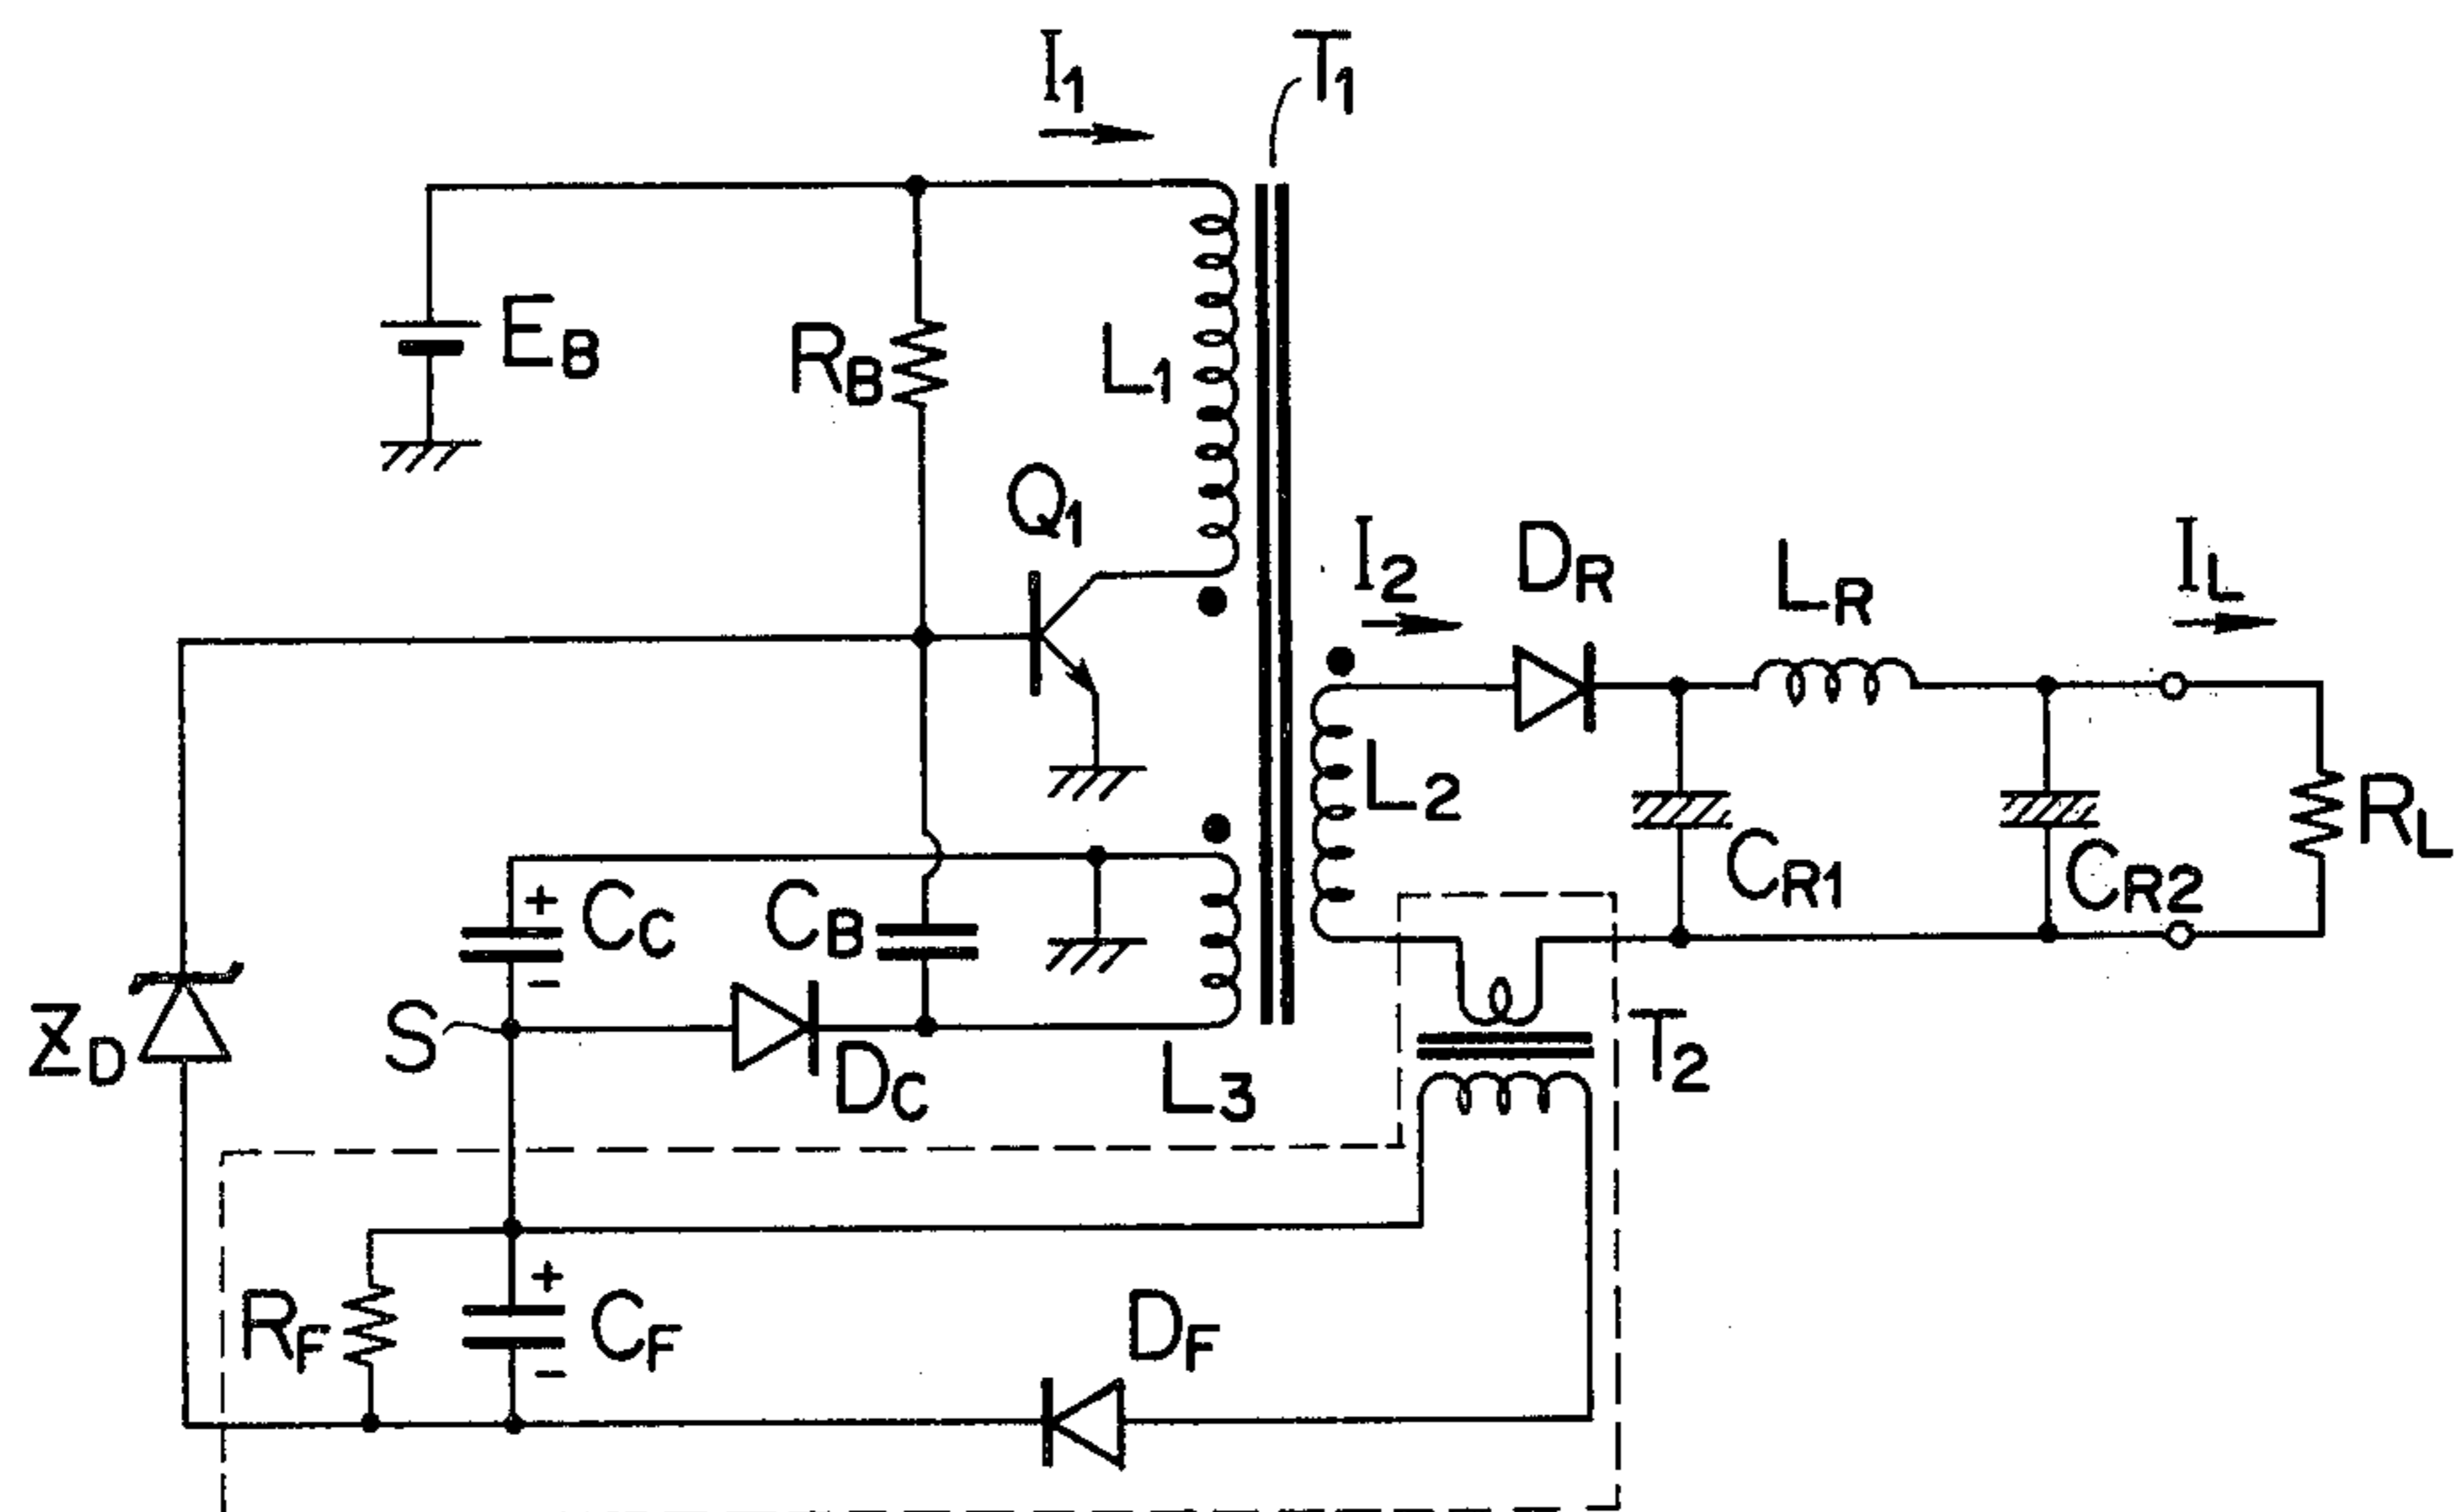 I1
T1
EB
RB
L1
Q1
I2
DR
LR
IL
L2
RL
+
CC
CB
CR1
CR2
-
S
ZD
DC
L3
T2
+
RF
CF
DF
-